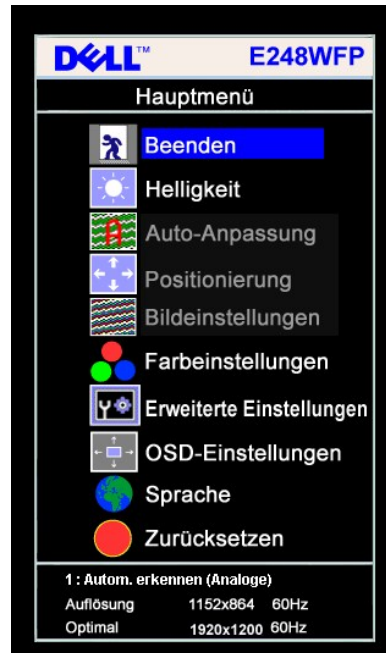 DELL™ E248WFP
Hauptmenü
Beenden
Helligkeit
Auto-Anpassung
Positionierung
Bildeinstellungen
Farbeinstellungen
Erweiterte Einstellungen
OSD-Einstellungen
Sprache
Zurücksetzen
1 : Autom. erkennen (Analoge)
Auflösung 1152x864 60Hz
Optimal 1920x1200 60Hz